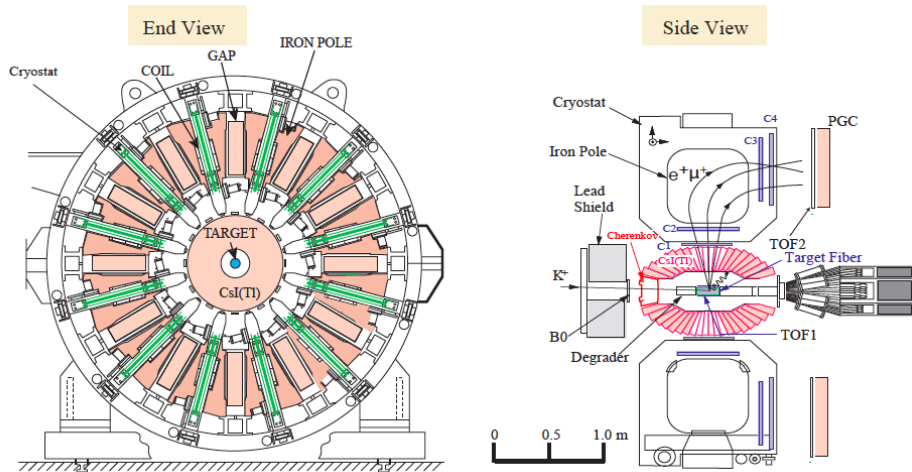 End View
Side View
GAP
IRON POLE
Cryostat
COIL
TARGET
CsI(Tl)
Cryostat
C4
PGC
C3
Iron Pole
e+μ+
Lead
Shield
C2
TOF2
Cherenkov
C1
CsI(Tl)
Target Fiber
K+
B0
TOF1
Degrader
0
0.5
1.0 m